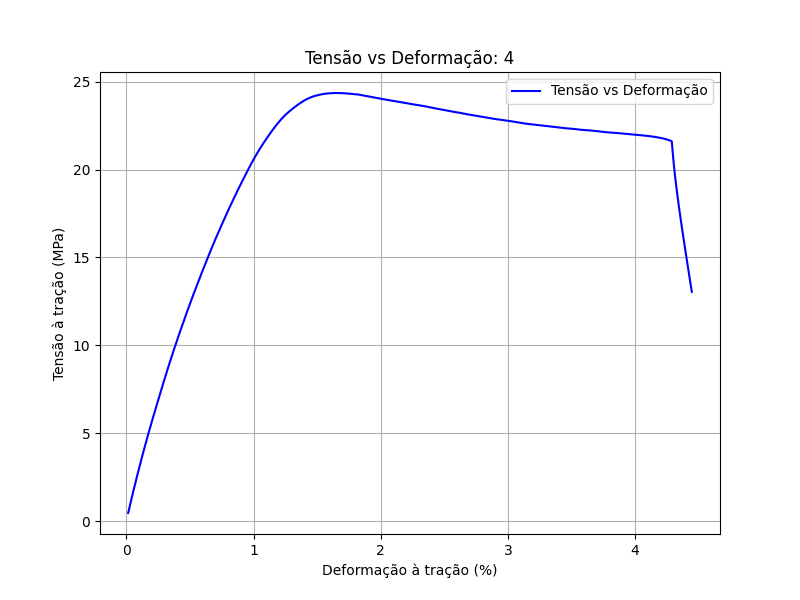 Tensão vs Deformação: 4
Tensão vs Deformação
25
20
15
10
5
0
Tensão à tração (MPa)
0 1 2 3 4
Deformação à tração (%)